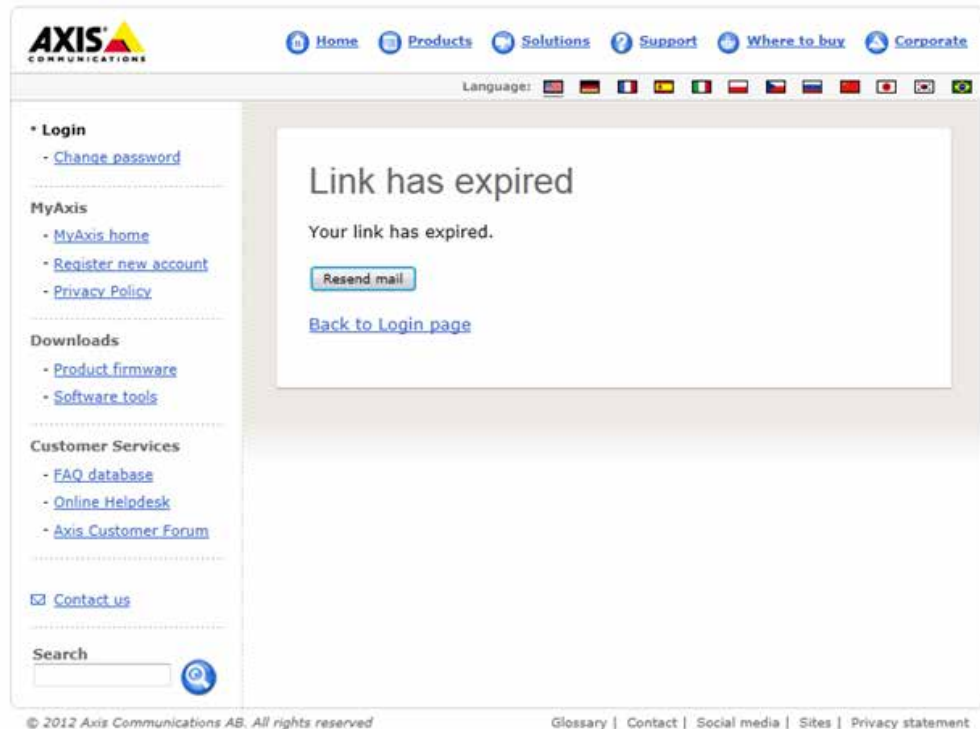 AXIS
COMMUNICATIONS
Home Products Solutions Support Where to buy Corporate
Language:
Login
- Change password
MyAxis
- MyAxis home
- Register new account
- Privacy Policy
Downloads
- Product firmware
- Software tools
Customer Services
- FAQ database
- Online Helpdesk
- Axis Customer Forum
Contact us
Search
Link has expired
Your link has expired.
Resend mail
Back to Login page
© 2012 Axis Communications AB. All rights reserved
Glossary | Contact | Social media | Sites | Privacy statement